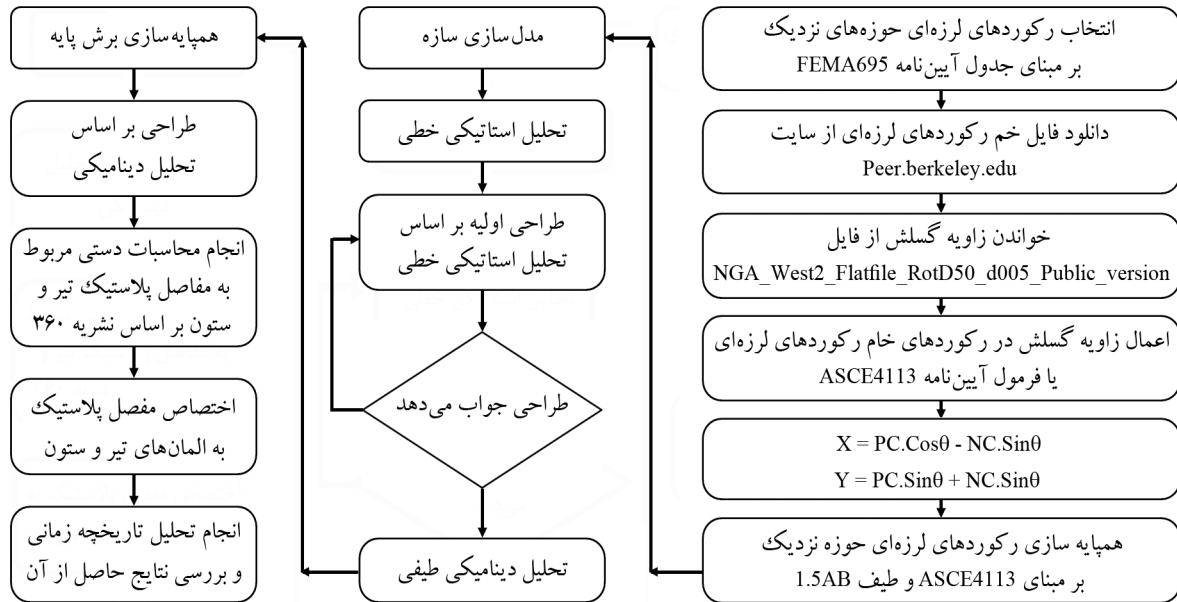 انتخاب رکوردهای لرزه‌ای حوزه‌های نزدیک
بر مبنای جدول آیین‌نامه FEMA695
دانلود فایل خم رکوردهای لرزه‌ای از سایت
Peer.berkeley.edu
خواندن زاویه گسلش از فایل
NGA_West2_Flatfile_RotD50_d005_Public_version
اعمال زاویه گسلش در رکوردهای خام رکوردهای لرزه‌ای
یا فرمول آیین‌نامه ASCE4113
X = PC.Cosθ - NC.Sinθ
Y = PC.Sinθ + NC.Sinθ
همپایه سازی رکوردهای لرزه‌ای حوزه نزدیک
بر مبنای ASCE4113 و طیف 1.5AB
مدل‌سازی سازه
تحلیل استاتیکی خطی
طراحی اولیه بر اساس
تحلیل استاتیکی خطی
طراحی جواب می‌دهد
تحلیل دینامیکی طیفی
همپایه‌سازی برش پایه
طراحی بر اساس
تحلیل دینامیکی
انجام محاسبات دستی مربوط
به مفاصل پلاستیک تیر و
ستون بر اساس نشریه ۳۶۰
اختصاص مفصل پلاستیک
به المان‌های تیر و ستون
انجام تحلیل تاریخچه زمانی
و بررسی نتایج حاصل از آن